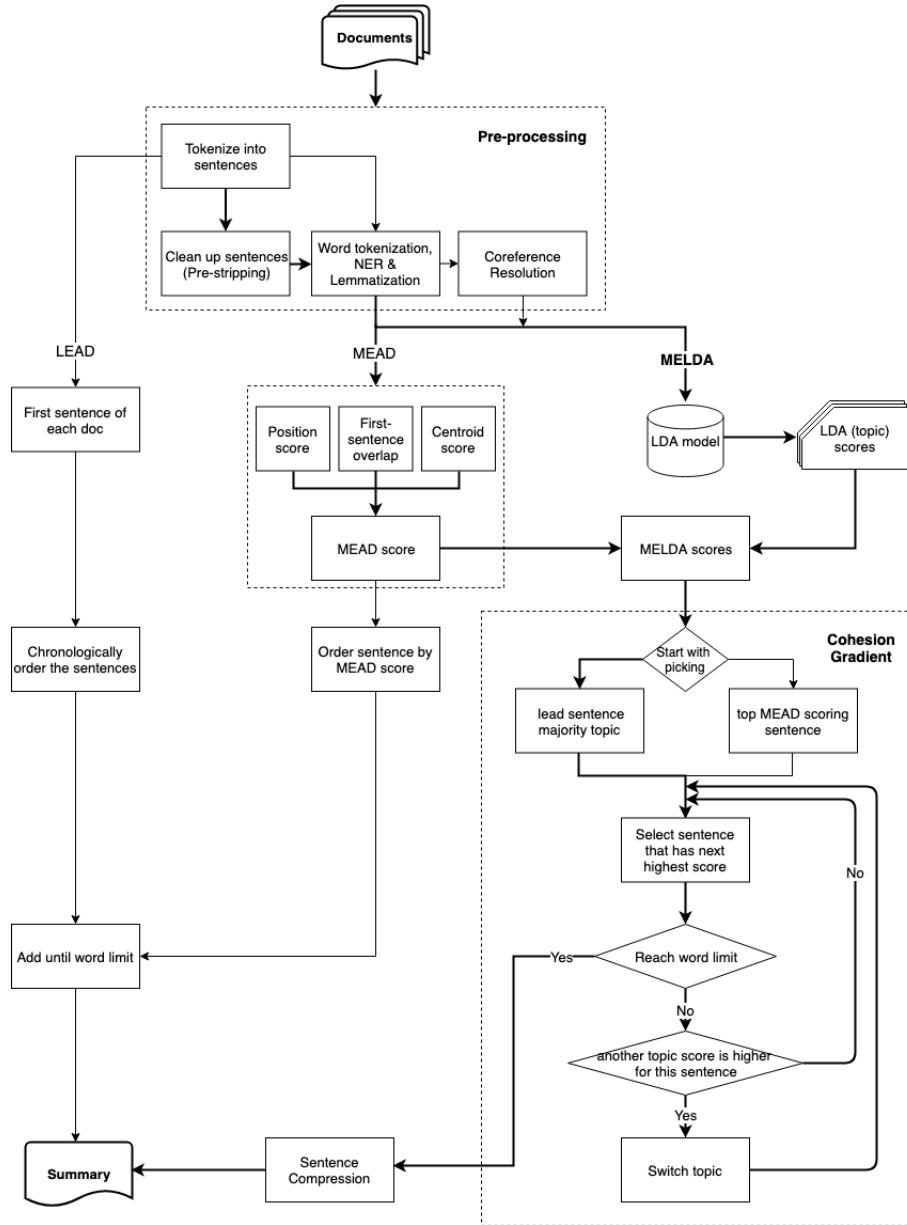 Documents
Pre-processing
Tokenize into
sentences
Clean up sentences
(Pre-stripping)
Word tokenization,
NER &
Lemmatization
Coreference
Resolution
LEAD
MEAD
MELDA
First sentence of
each doc
Position
score
First-
sentence
overlap
Centroid
score
LDA model
LDA (topic)
scores
MEAD score
MELDA scores
Chronologically
order the sentences
Order sentence by
MEAD score
Cohesion
Gradient
Start with
picking
lead sentence
majority topic
top MEAD scoring
sentence
Select sentence
that has next
highest score
No
Add until word limit
Yes
Reach word limit
No
another topic score is higher
for this sentence
Yes
Summary
Sentence
Compression
Switch topic